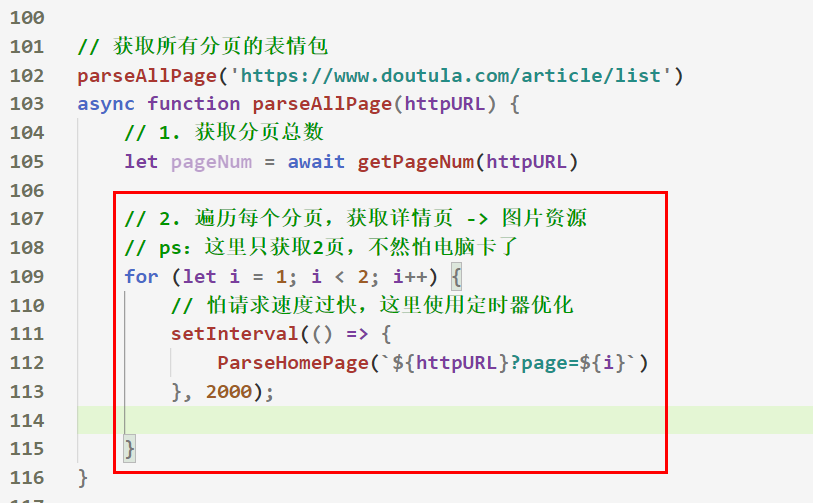 100
101 // 获取所有分页的表情包
102 parseAllPage('https://www.doutula.com/article/list')
103 async function parseAllPage(httpURL) {
104 // 1. 获取分页总数
105 let pageNum = await getPageNum(httpURL)
106
107 // 2. 遍历每个分页，获取详情页 -> 图片资源
108 // ps：这里只获取2页，不然怕电脑卡了
109 for (let i = 1; i < 2; i++) {
110 // 怕请求速度过快，这里使用定时器优化
111 setInterval(() => {
112 ParseHomePage(`${httpURL}?page=${i}`)
113 }, 2000);
114
115 }
116 }